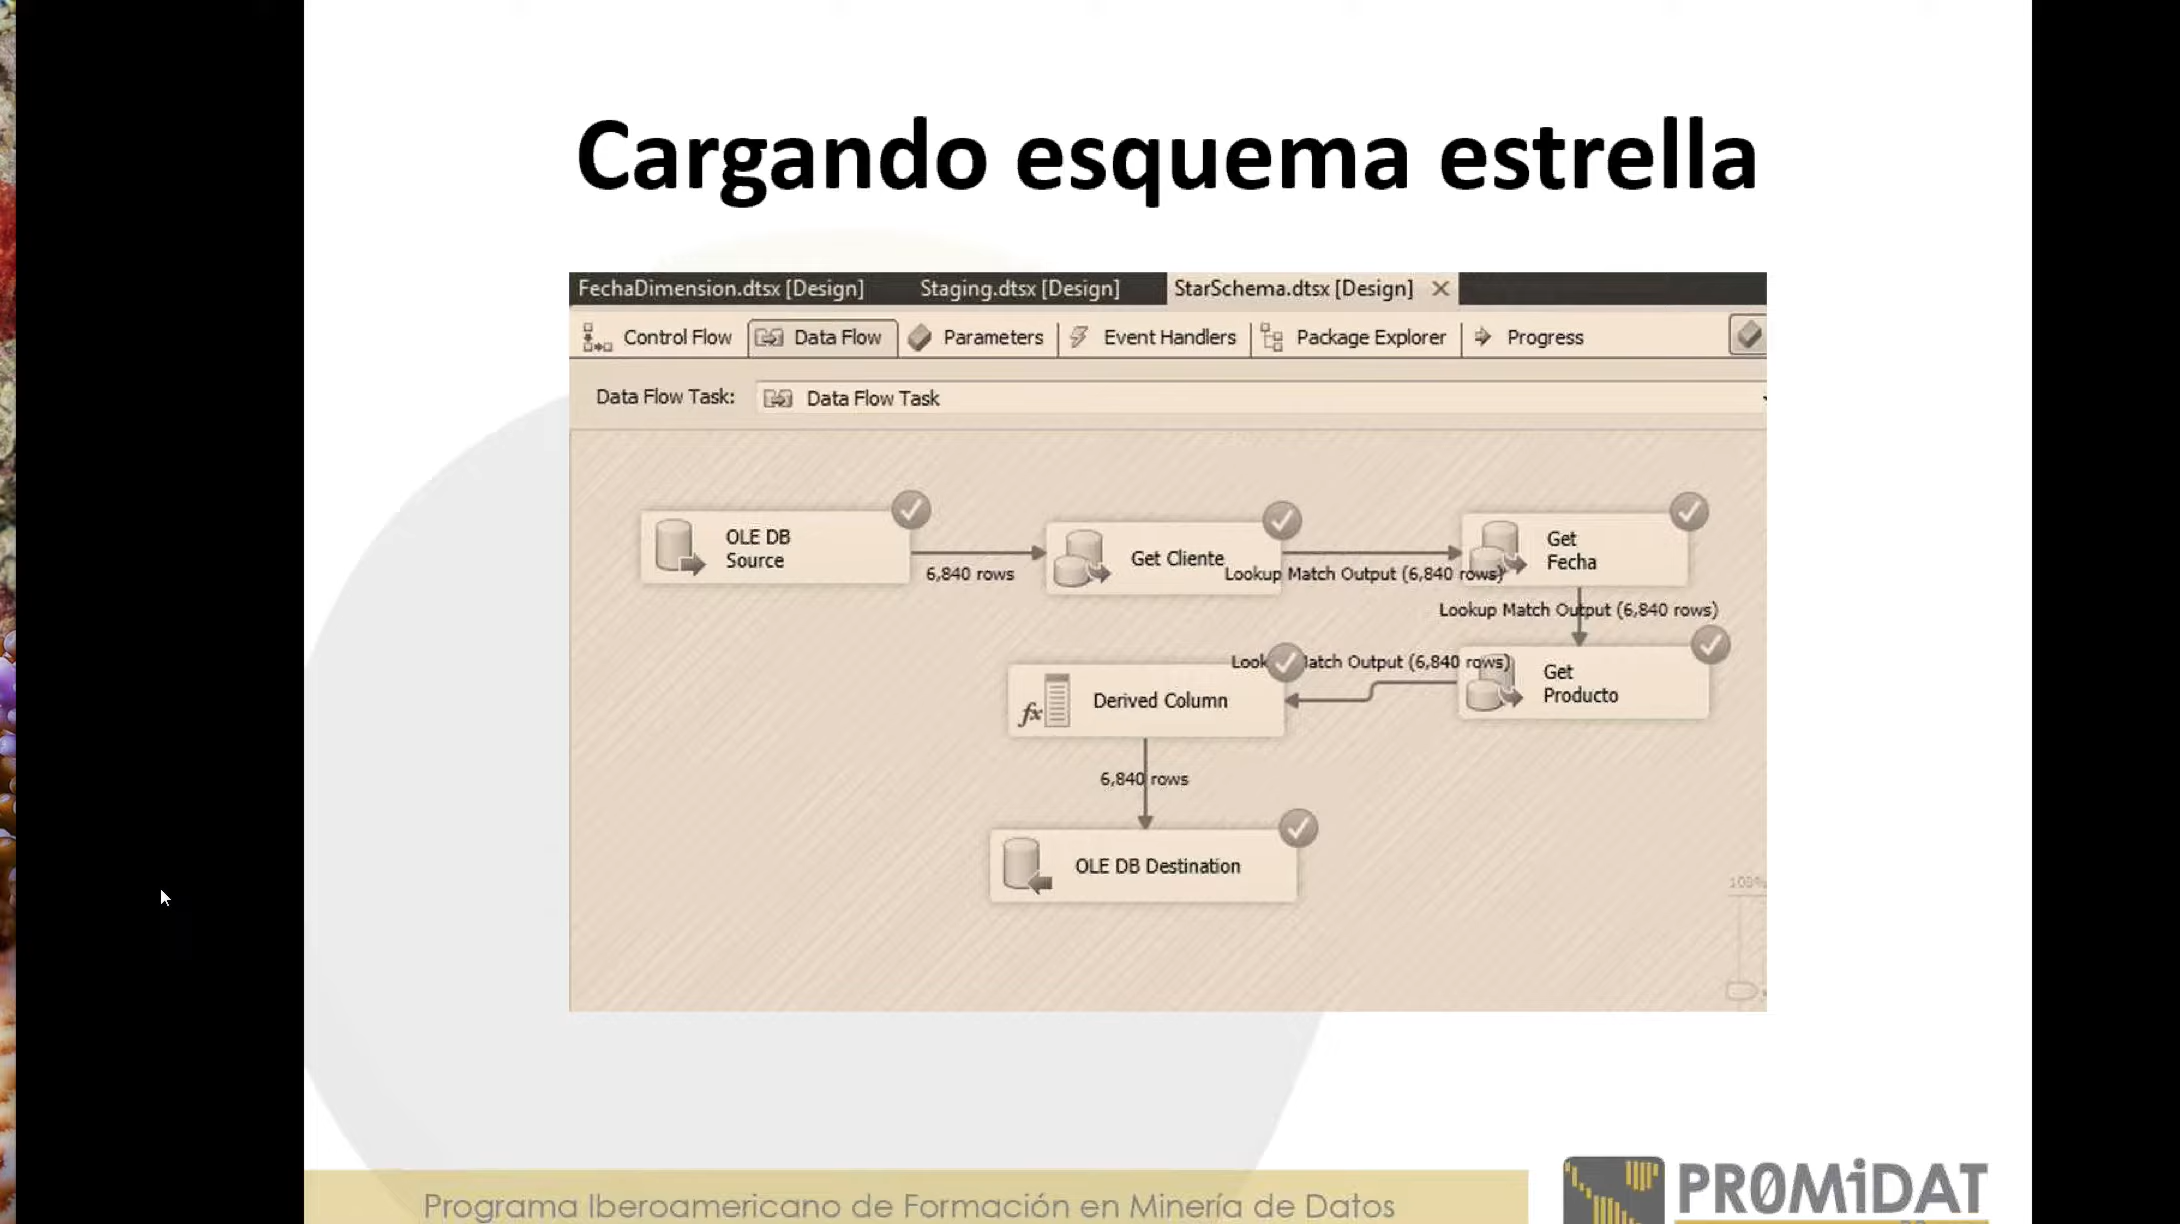 Cargando esquema estrella
FechaDimension.dtsx [Design]
Staging.dtsx [Design]
StarSchema.dtsx [Design]
Control Flow
Data Flow
Parameters
Event Handlers
Package Explorer
Progress
Data Flow Task:
Data Flow Task
OLE DB
Source
6,840 rows
Get Cliente
Lookup Match Output (6,840 rows)
Get
Fecha
Lookup Match Output (6,840 rows)
Get
Producto
Look atch Output (6,840 rows)
fx
Derived Column
6,840 rows
OLE DB Destination
100%
Programa Iberoamericano de Formación en Minería de Datos
PR0MiDAT